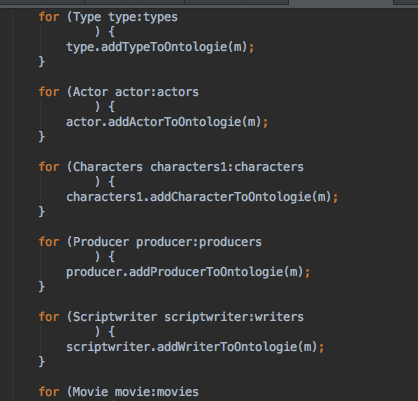 for (Type type:types
) {
type.addTypeToOntologie(m);
}
for (Actor actor:actors
) {
actor.addActorToOntologie(m);
}
for (Characters characters1:characters
) {
characters1.addCharacterToOntologie(m);
}
for (Producer producer:producers
) {
producer.addProducerToOntologie(m);
}
for (Scriptwriter scriptwriter:writers
) {
scriptwriter.addWriterToOntologie(m);
}
for (Movie movie:movies